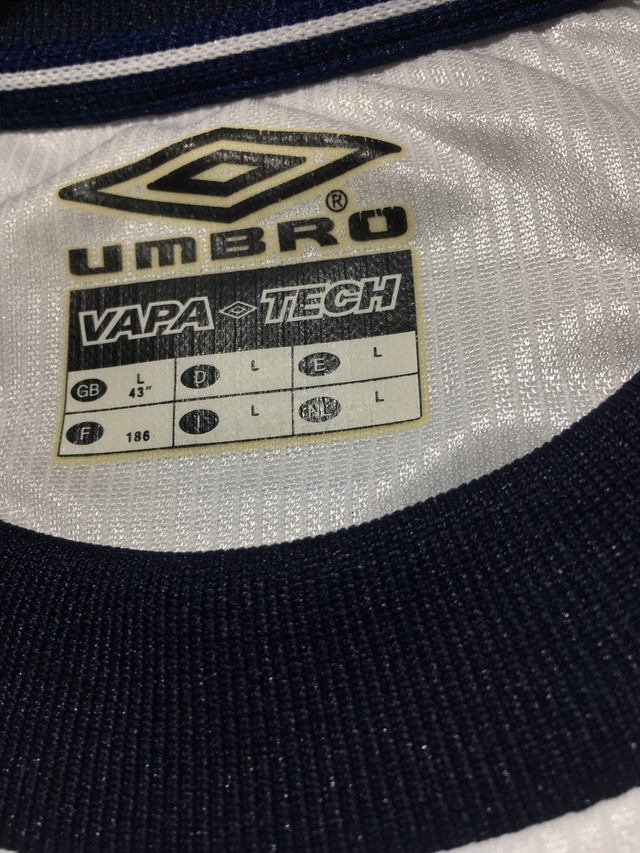 UMBRO®
VAPA TECH
GB L 43" D L E L
F 186 I L NL L